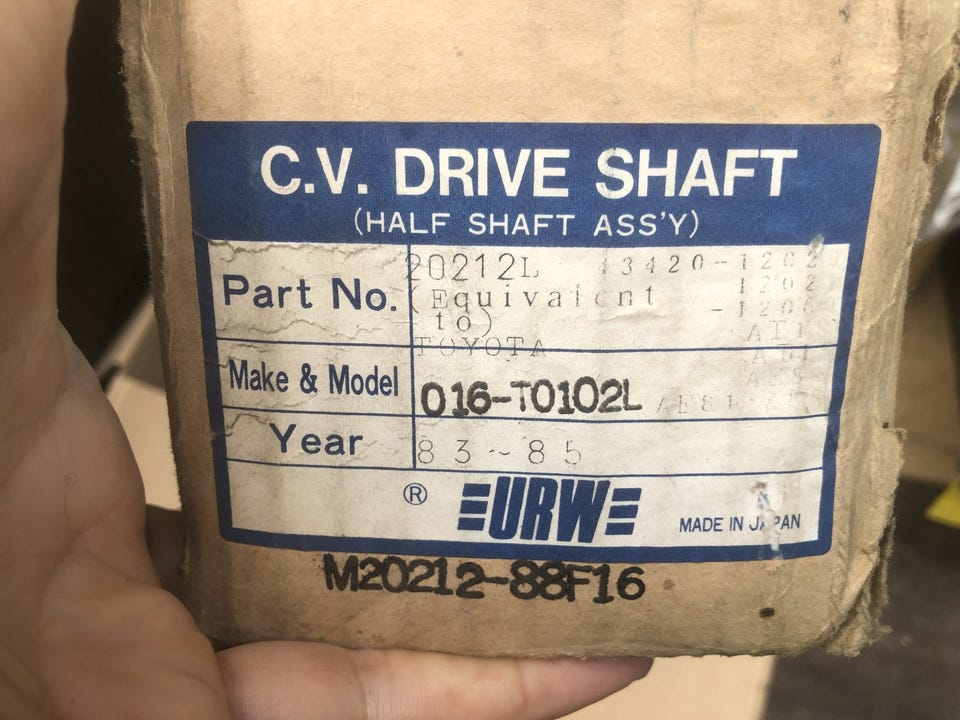 C.V. DRIVE SHAFT
(HALF SHAFT ASS'Y)
Part No.
20212L
(Equivalent
to)
TOYOTA
Make & Model
016-T0102L
Year
83~85
® URW
MADE IN JAPAN
M20212-88F16